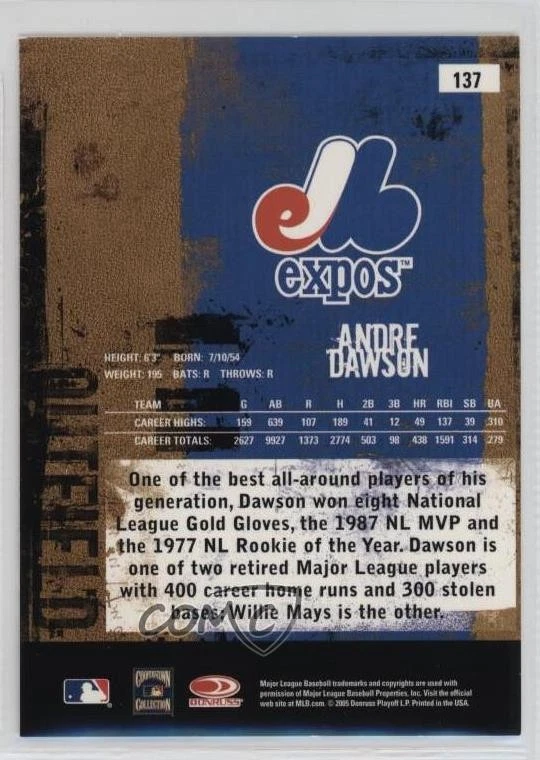 137
expos™
ANDRE
DAWSON
HEIGHT: 6'3" BORN: 7/10/54
WEIGHT: 195 BATS: R THROWS: R
TEAM G AB R H 2B 3B HR RBI SB BA
CAREER HIGHS: 159 639 107 189 41 12 49 137 39 310
CAREER TOTALS: 2627 9927 1373 2774 503 98 438 1591 314 279
OUTFIELD
One of the best all-around players of his
generation, Dawson won eight National
League Gold Gloves, the 1987 NL MVP and
the 1977 NL Rookie of the Year. Dawson is
one of two retired Major League players
with 400 career home runs and 300 stolen
bases; Willie Mays is the other.
COMC
COOPERSTOWN
COLLECTION
DONRUSS
Major League Baseball trademarks and copyrights are used with
permission of Major League Baseball Properties, Inc. Visit the official
web site at MLB.com. © 2005 Donruss Playoff L.P. Printed in the USA.